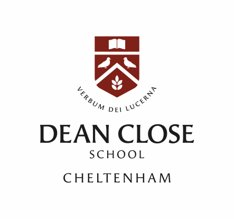 VERBUM DEI LUCERNA
DEAN CLOSE
SCHOOL
CHELTENHAM